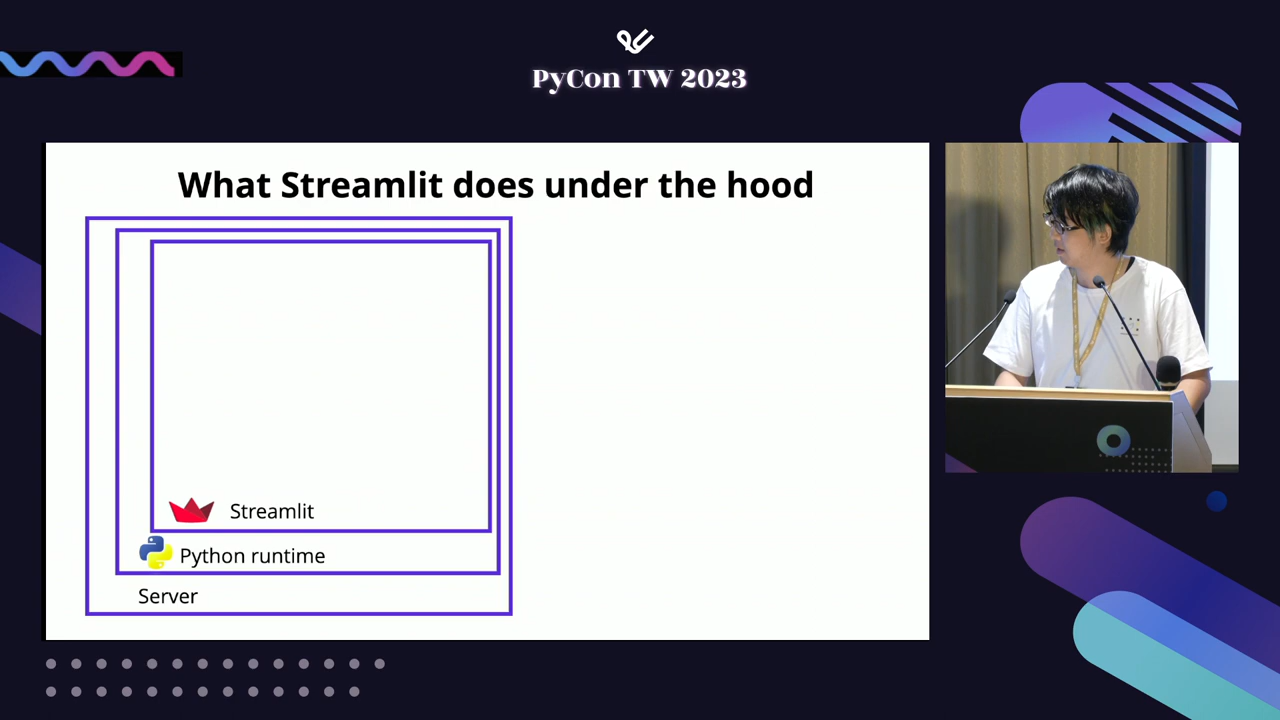 PyCon TW 2023
What Streamlit does under the hood
Streamlit
Python runtime
Server